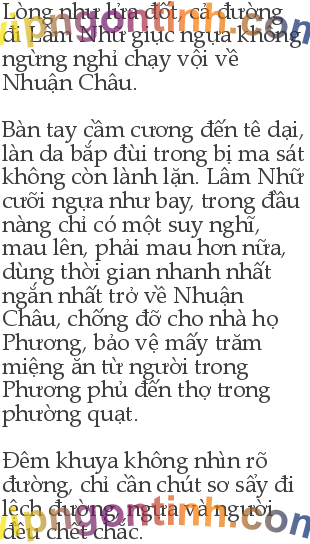 Lòng như lửa đốt, cả đường
đi Lâm Nhữ giục ngựa không
ngừng nghỉ chạy vội về
Nhuận Châu.
Bàn tay cầm cương đến tê dại,
làn da bắp đùi trong bị ma sát
không còn lành lặn. Lâm Nhữ
cưỡi ngựa như bay, trong đầu
nàng chỉ có một suy nghĩ,
mau lên, phải mau hơn nữa,
dùng thời gian nhanh nhất
ngắn nhất trở về Nhuận
Châu, chống đỡ cho nhà họ
Phương, bảo vệ mấy trăm
miệng ăn từ người trong
Phương phủ đến thợ trong
phường quạt.
Đêm khuya không nhìn rõ
đường, chỉ cần chút sơ sẩy đi
lệch đường, ngựa và người
đều chết chắc.
vpngontinh.com
vpngontinh.com